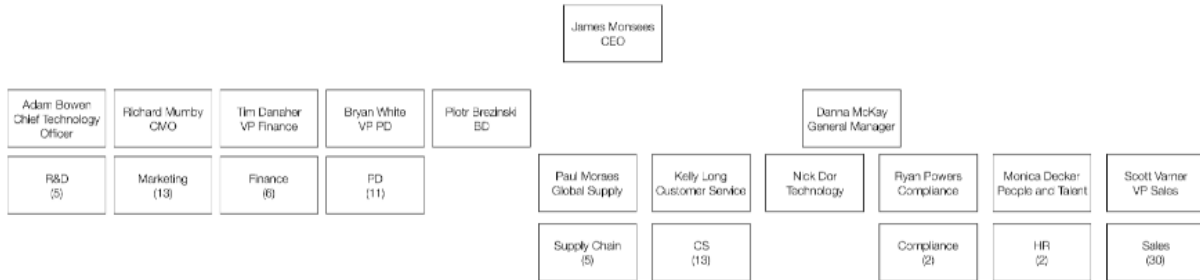 James Monsees
CEO
Adam Bowen
Chief Technology
Officer
Richard Mumby
CMO
Tim Danaher
VP Finance
Bryan White
VP PD
Piotr Brezinski
BD
Danna McKay
General Manager
R&D
(5)
Marketing
(13)
Finance
(6)
PD
(11)
Paul Moraes
Global Supply
Kelly Long
Customer Service
Nick Dor
Technology
Ryan Powers
Compliance
Monica Decker
People and Talent
Scott Varner
VP Sales
Supply Chain
(5)
CS
(13)
Compliance
(2)
HR
(2)
Sales
(30)